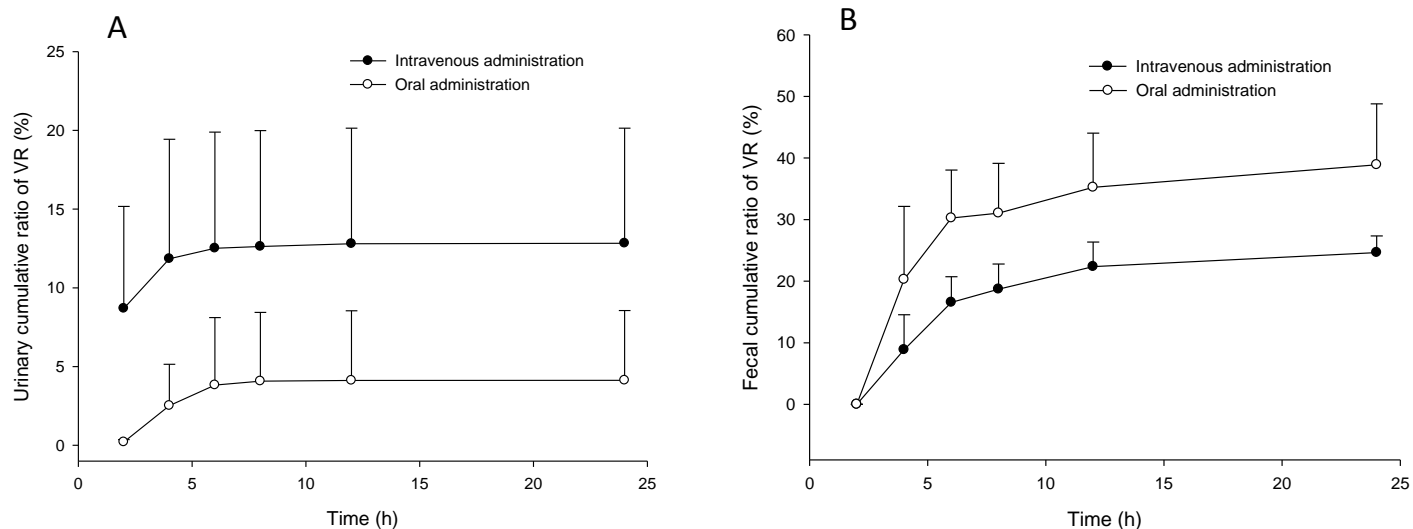 A
Urinary cumulative ratio of VR (%)
25
20
15
10
5
0
Intravenous administration
Oral administration
0 5 10 15 20 25
Time (h)
B
Fecal cumulative ratio of VR (%)
60
50
40
30
20
10
0
Intravenous administration
Oral administration
0 5 10 15 20 25
Time (h)